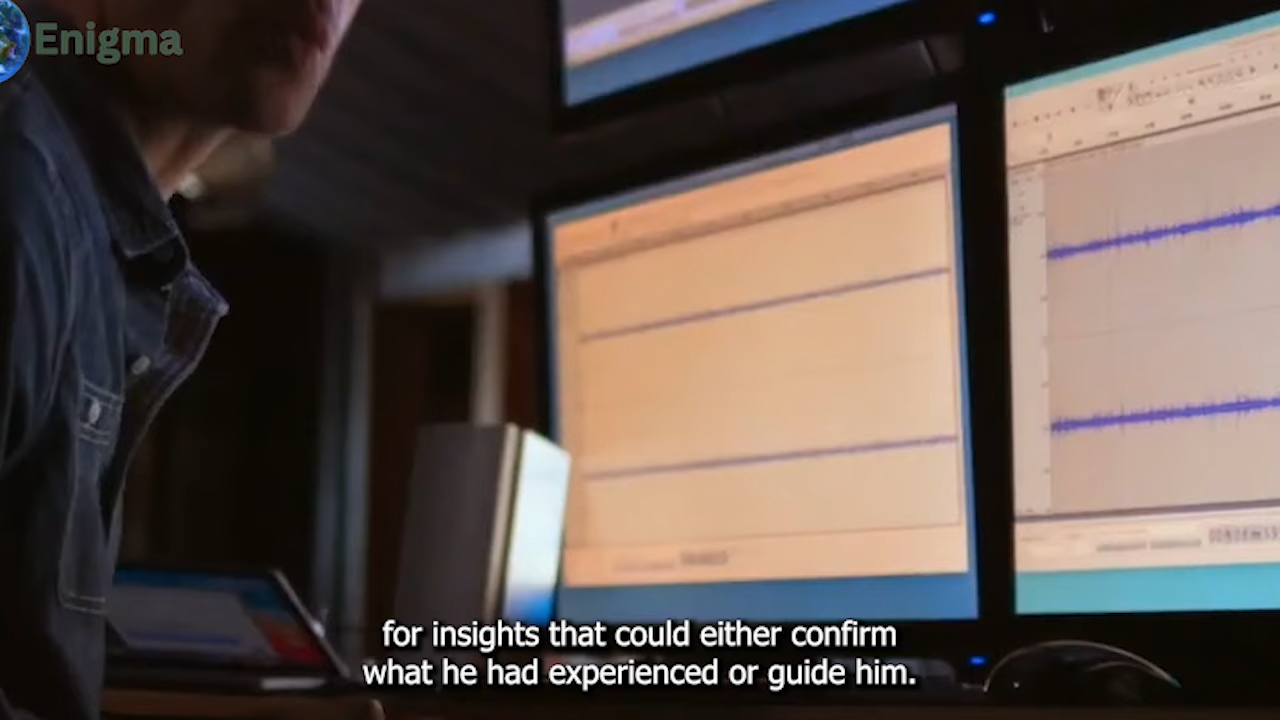 Enigma
for insights that could either confirm
what he had experienced or guide him.